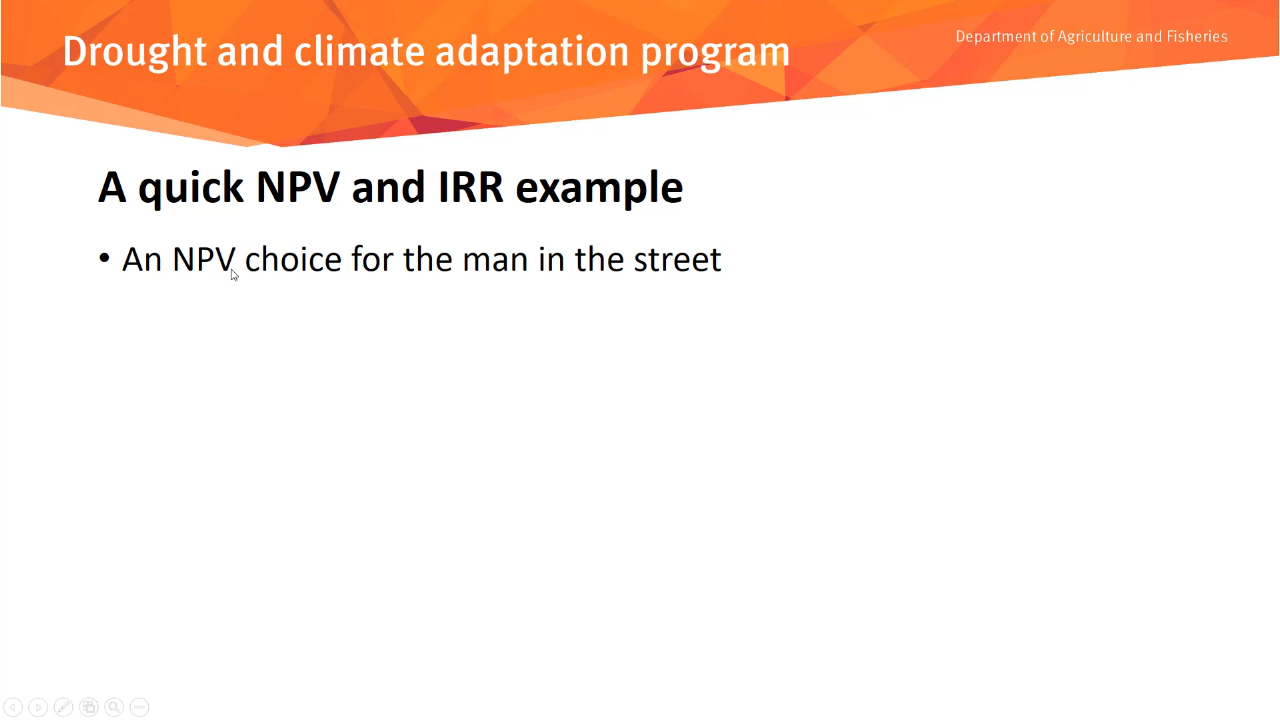 Drought and climate adaptation program
Department of Agriculture and Fisheries
A quick NPV and IRR example
• An NPV choice for the man in the street